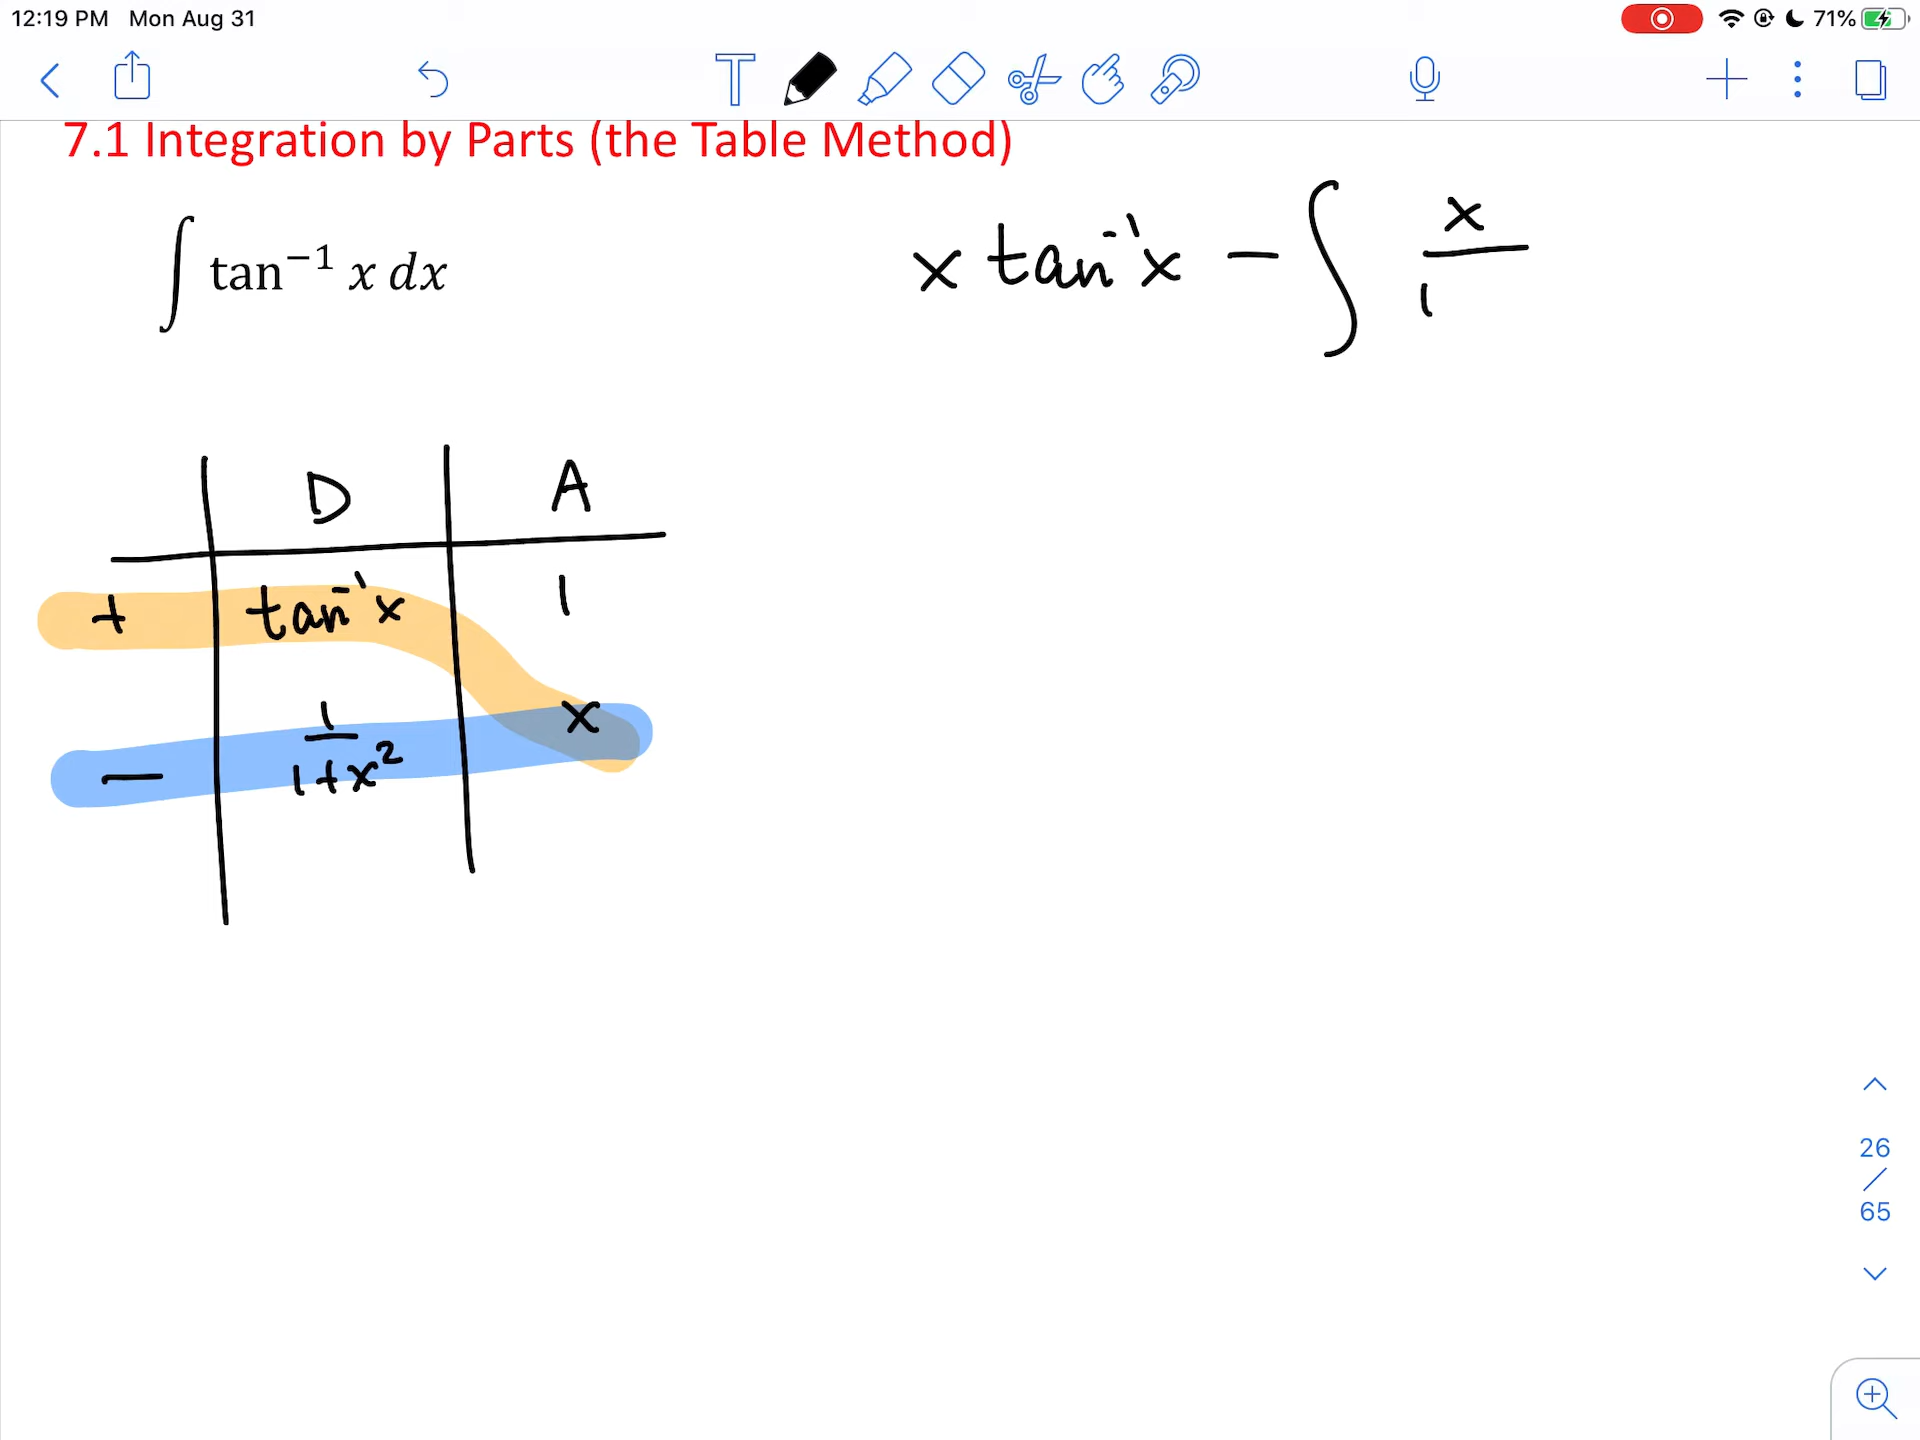 12:19 PM Mon Aug 31
71%
7.1 Integration by Parts (the Table Method)
∫ tan⁻¹ x dx
x tan⁻¹x − ∫ x
1
D A
+ tan⁻¹x 1
1 x
− 1+x²
26
/
65